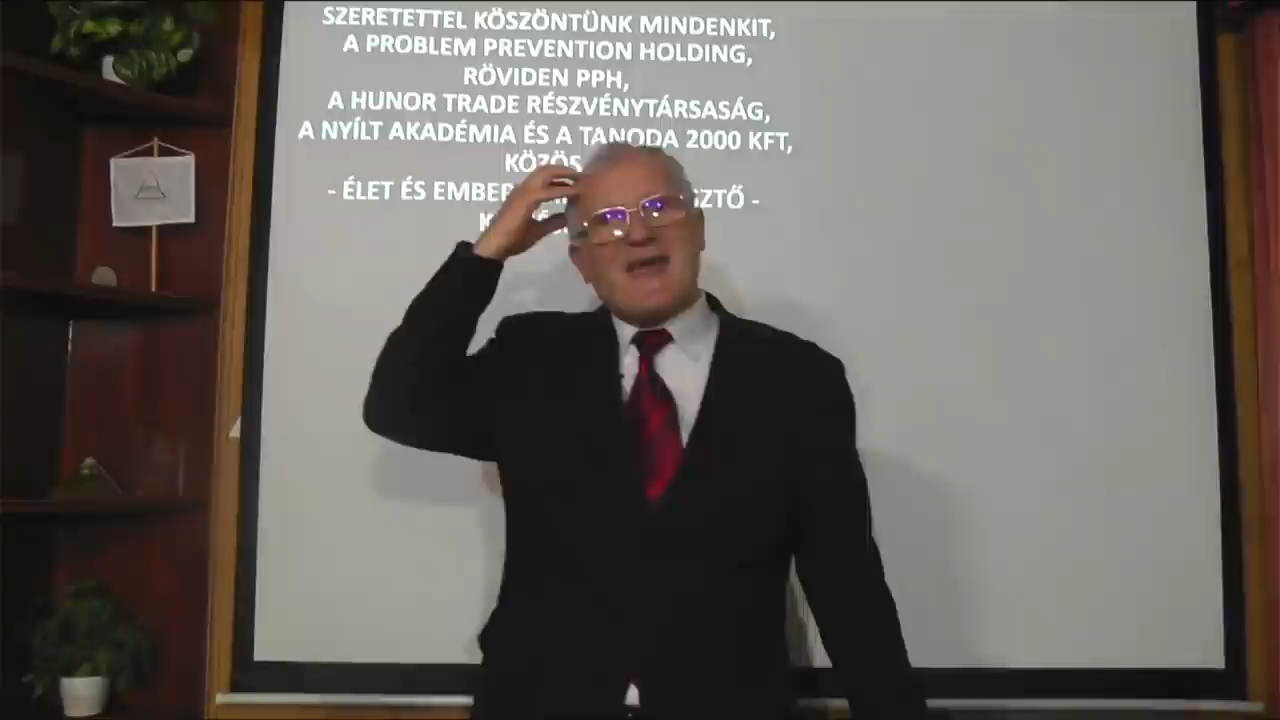 SZERETETTEL KÖSZÖNTÜNK MINDENKIT,
A PROBLEM PREVENTION HOLDING,
RÖVIDEN PPH,
A HUNOR TRADE RÉSZVÉNYTÁRSASÁG,
A NYÍLT AKADÉMIA ÉS A TANODA 2000 KFT,
KÖZÖS
- ÉLET ÉS EMBER